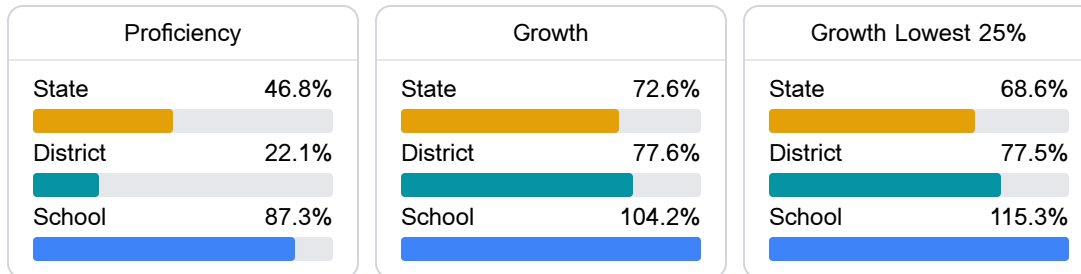 Proficiency
State 46.8%
District 22.1%
School 87.3%
Growth
State 72.6%
District 77.6%
School 104.2%
Growth Lowest 25%
State 68.6%
District 77.5%
School 115.3%